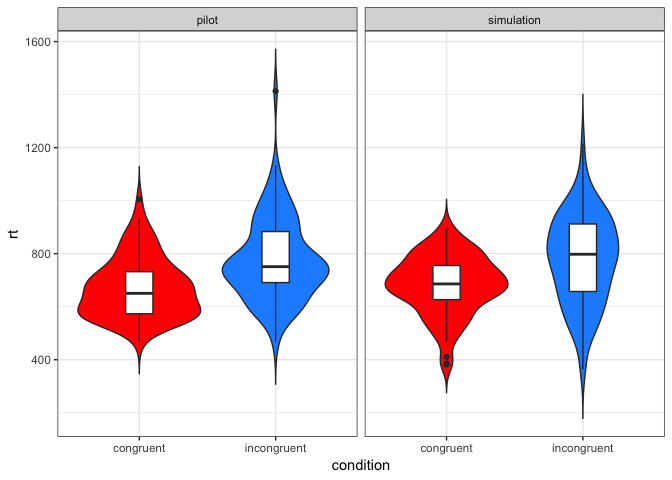 pilot
simulation
1600
1200
800
400
rt
congruent
incongruent
congruent
incongruent
condition